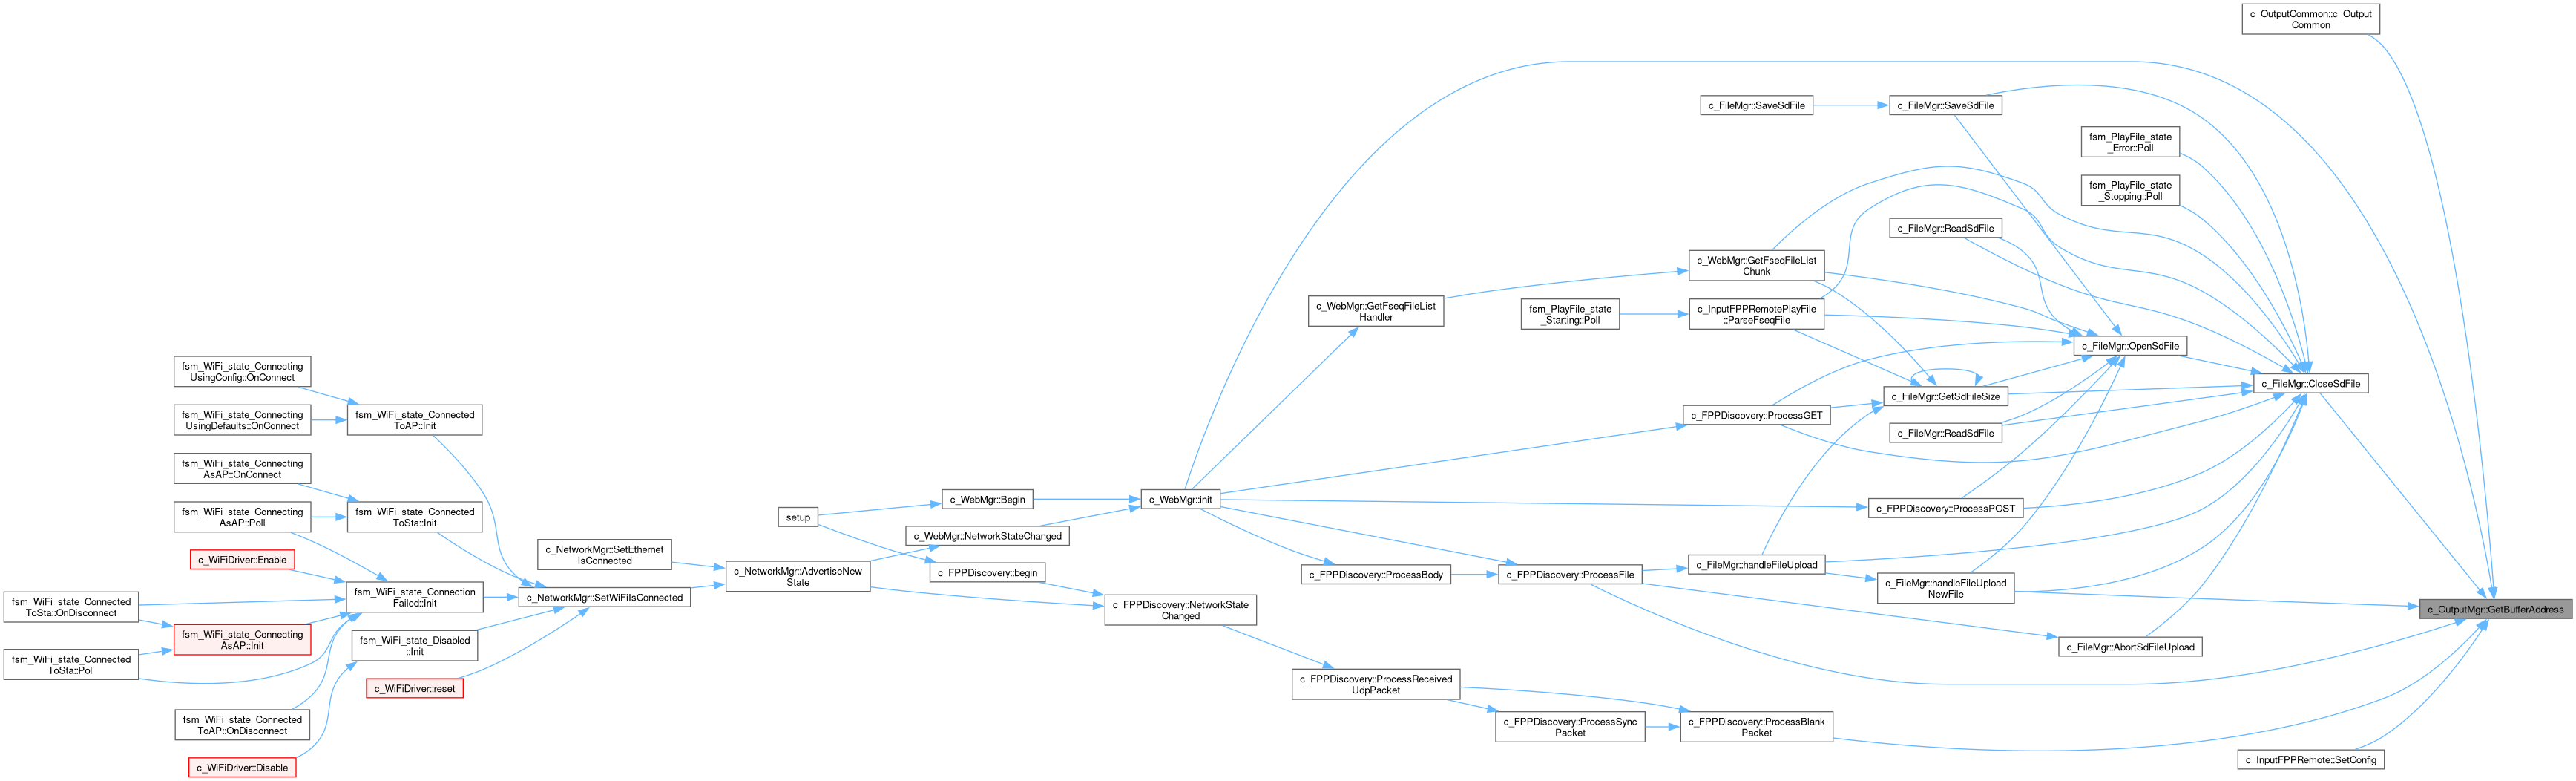 c_OutputCommon::c_Output
Common
c_FileMgr::SaveSdFile
c_FileMgr::SaveSdFile
fsm_PlayFile_state
_Error::Poll
fsm_PlayFile_state
_Stopping::Poll
c_FileMgr::ReadSdFile
c_WebMgr::GetFseqFileList
Chunk
c_WebMgr::GetFseqFileList
Handler
fsm_PlayFile_state
_Starting::Poll
c_InputFPPRemotePlayFile
::ParseFseqFile
c_FileMgr::OpenSdFile
c_FileMgr::CloseSdFile
c_FileMgr::GetSdFileSize
c_FPPDiscovery::ProcessGET
c_FileMgr::ReadSdFile
fsm_WiFi_state_Connecting
UsingConfig::OnConnect
fsm_WiFi_state_Connecting
UsingDefaults::OnConnect
fsm_WiFi_state_Connected
ToAP::Init
fsm_WiFi_state_Connecting
AsAP::OnConnect
fsm_WiFi_state_Connecting
AsAP::Poll
fsm_WiFi_state_Connected
ToSta::Init
setup
c_WebMgr::Begin
c_WebMgr::init
c_FPPDiscovery::ProcessPOST
c_WebMgr::NetworkStateChanged
c_NetworkMgr::SetEthernet
IsConnected
c_WiFiDriver::Enable
c_NetworkMgr::AdvertiseNew
State
c_FPPDiscovery::begin
c_FPPDiscovery::ProcessBody
c_FPPDiscovery::ProcessFile
c_FileMgr::handleFileUpload
c_FileMgr::handleFileUpload
NewFile
fsm_WiFi_state_Connected
ToSta::OnDisconnect
fsm_WiFi_state_Connection
Failed::Init
c_NetworkMgr::SetWiFiIsConnected
c_FPPDiscovery::NetworkState
Changed
c_OutputMgr::GetBufferAddress
fsm_WiFi_state_Connecting
AsAP::Init
fsm_WiFi_state_Disabled
::Init
c_FileMgr::AbortSdFileUpload
fsm_WiFi_state_Connected
ToSta::Poll
c_WiFiDriver::reset
c_FPPDiscovery::ProcessReceived
UdpPacket
fsm_WiFi_state_Connected
ToAP::OnDisconnect
c_FPPDiscovery::ProcessSync
Packet
c_FPPDiscovery::ProcessBlank
Packet
c_WiFiDriver::Disable
c_InputFPPRemote::SetConfig